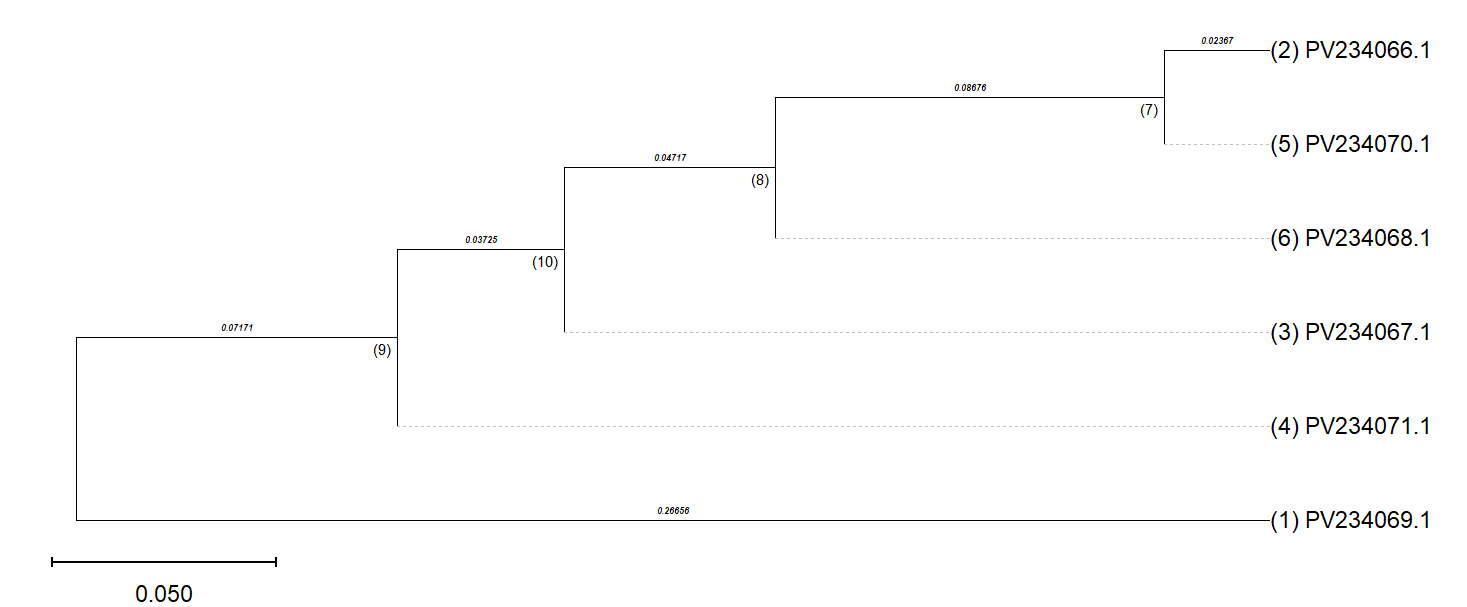 0.02367
(2) PV234066.1
0.08676
(7)
(5) PV234070.1
0.04717
(8)
(6) PV234068.1
0.03725
(10)
(3) PV234067.1
0.07171
(9)
(4) PV234071.1
0.26656
(1) PV234069.1
0.050